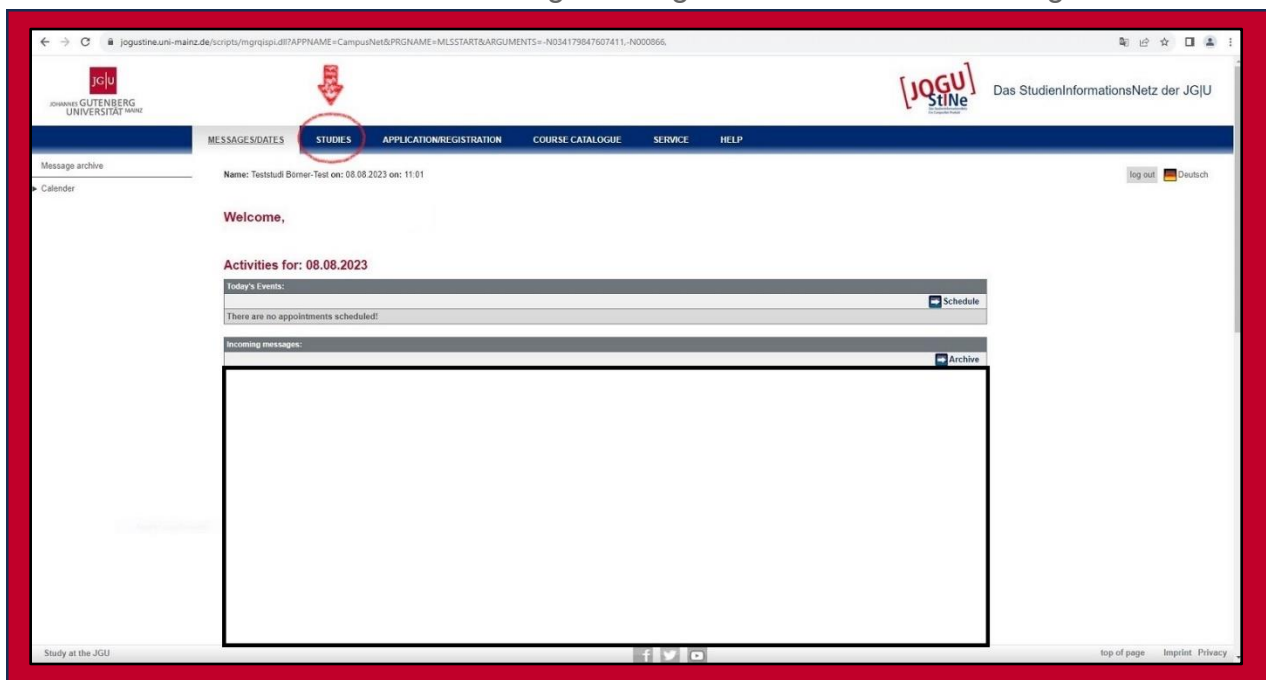 jogustine.uni-mainz.de/scripts/mgrqispi.dll?APPNAME=CampusNet&PRGNAME=MLSSTART&ARGUMENTS=-N034179847607411,-N000866,
JG|U
JOHANNES GUTENBERG
UNIVERSITÄT MAINZ
[JOGU]
StINe
Das StudienInformationsNetz der JG|U
MESSAGES/DATES STUDIES APPLICATION/REGISTRATION COURSE CATALOGUE SERVICE HELP
Message archive
Calender
Name: Teststudi Börner-Test on: 08.08.2023 on: 11:01
log out Deutsch
Welcome,
Activities for: 08.08.2023
Today's Events:
Schedule
There are no appointments scheduled!
Incoming messages:
Archive
Study at the JGU
top of page Imprint Privacy